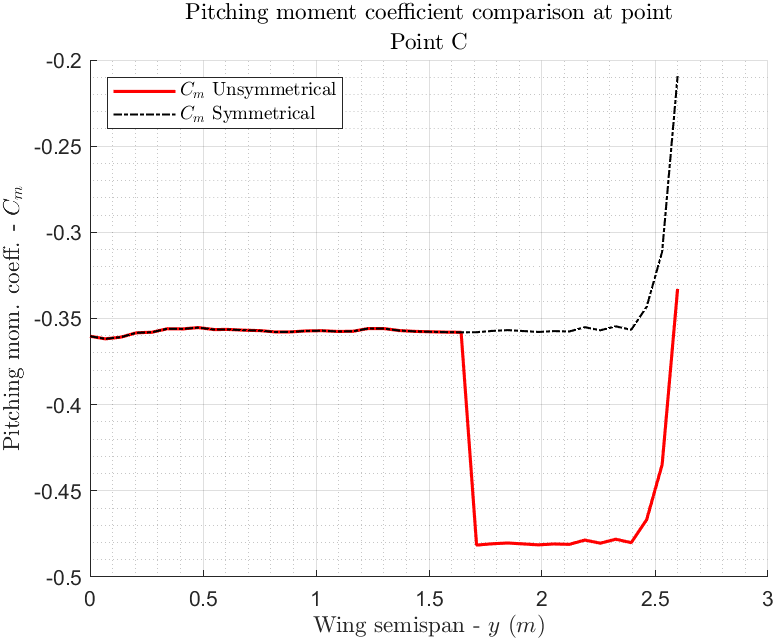 Pitching moment coefficient comparison at point
Point C
C_m Unsymmetrical
C_m Symmetrical
-0.2
-0.25
-0.3
-0.35
-0.4
-0.45
-0.5
Pitching mom. coeff. - C_m
0 0.5 1 1.5 2 2.5 3
Wing semispan - y (m)